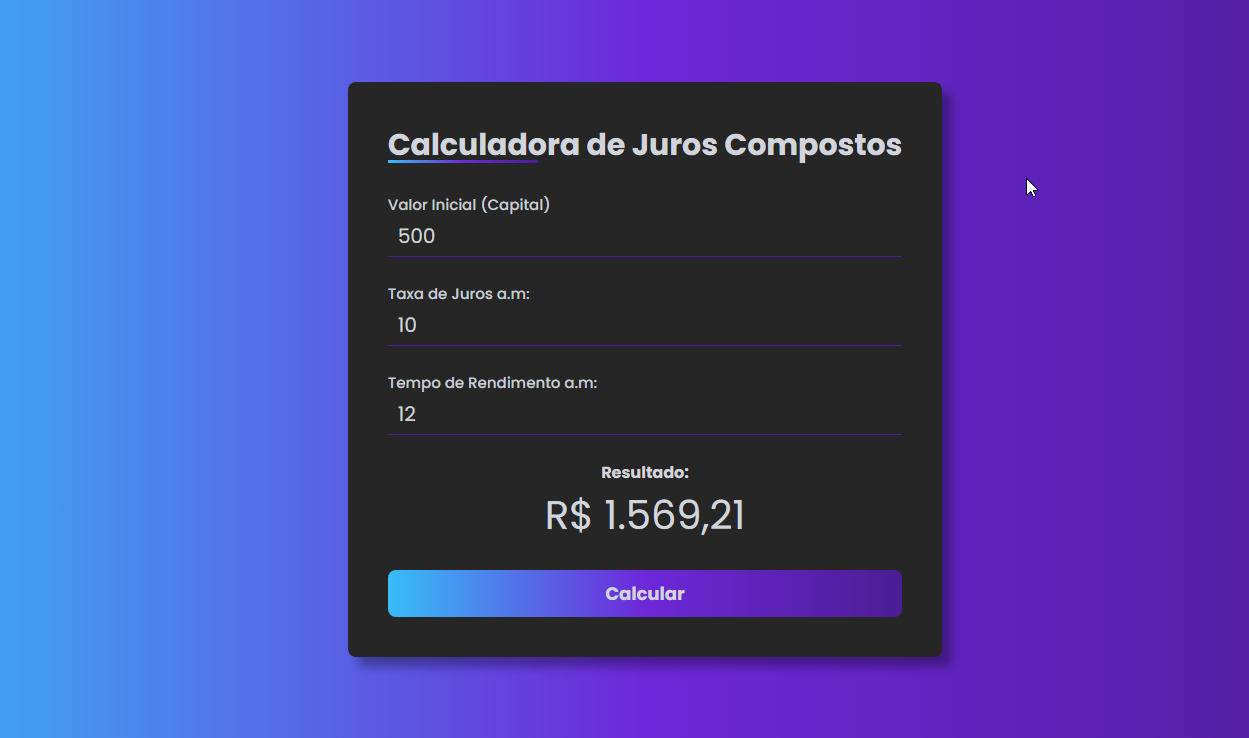 Calculadora de Juros Compostos
Valor Inicial (Capital)
500
Taxa de Juros a.m:
10
Tempo de Rendimento a.m:
12
Resultado:
R$ 1.569,21
Calcular